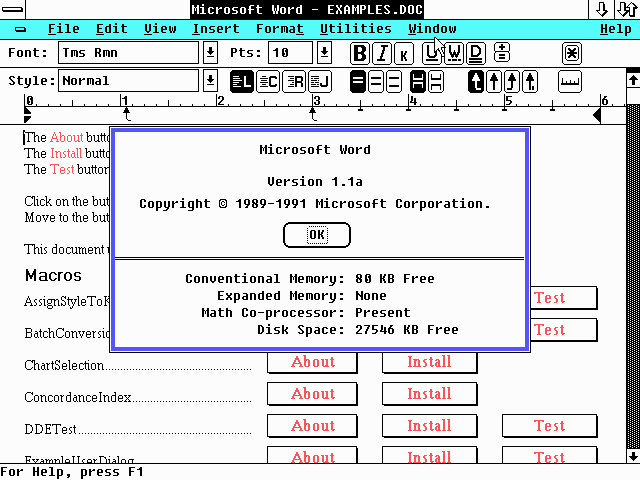 Microsoft Word - EXAMPLES.DOC
File Edit View Insert Format Utilities Window Help
Font: Tms Rmn Pts: 10 B I K U W D
Style: Normal L C R J
0 1 2 3 4 5 6
The About butto
The Install butto
The Test button
Click on the butt
Move to the butt
This document u
Microsoft Word
Version 1.1a
Copyright © 1989-1991 Microsoft Corporation.
OK
Conventional Memory: 80 KB Free
Expanded Memory: None
Math Co-processor: Present
Disk Space: 27546 KB Free
Macros
AssignStyleToK Test
BatchConversio Test
ChartSelection About Install
ConcordanceIndex About Install
DDETest About Install Test
ExampleUserDialog About Install Test
For Help, press F1